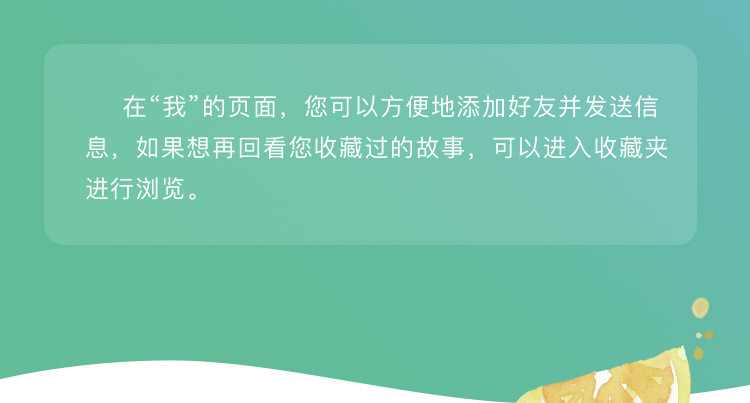 在“我”的页面，您可以方便地添加好友并发送信
息，如果想再回看您收藏过的故事，可以进入收藏夹
进行浏览。